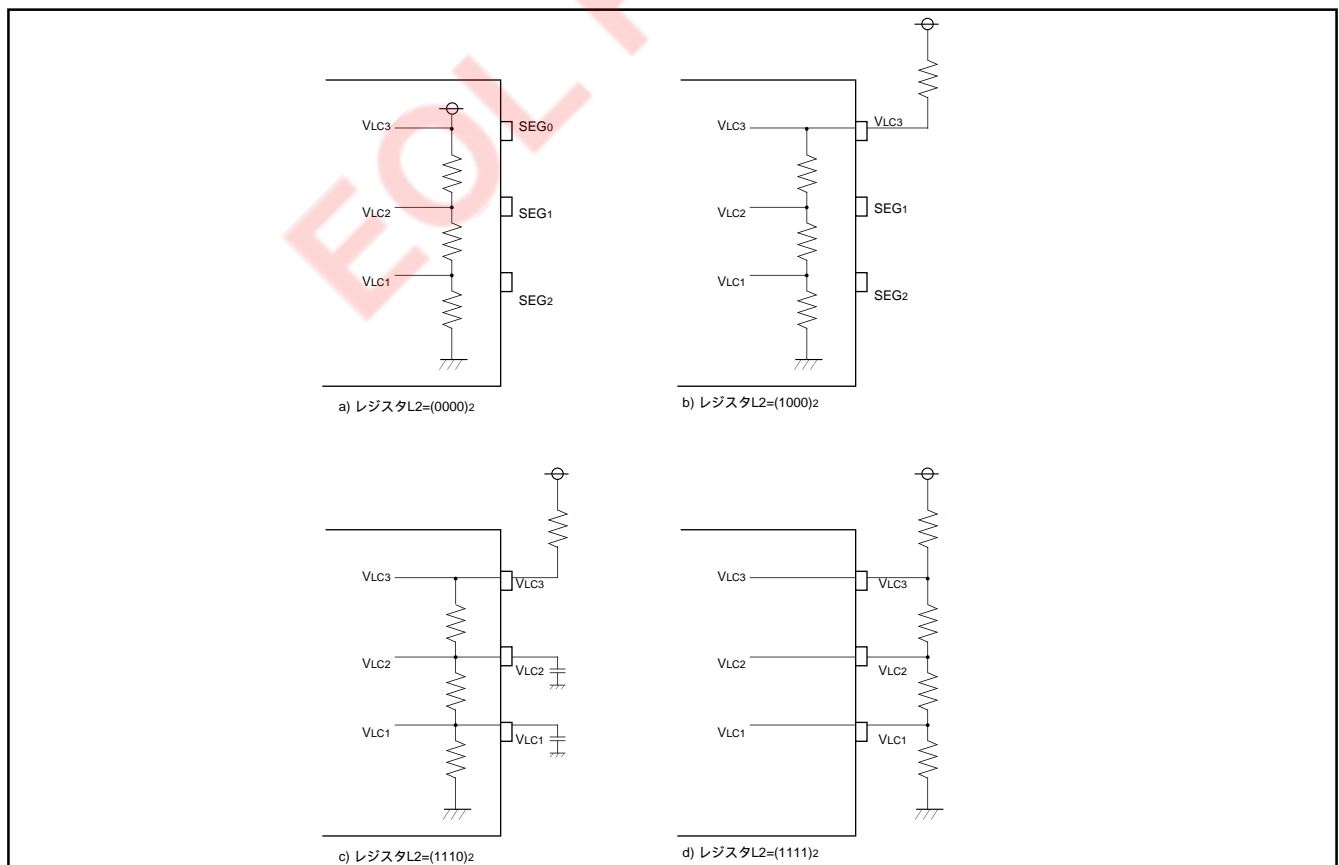 EOL
VLC3
SEG0
VLC2
SEG1
VLC1
SEG2
a) レジスタL2=(0000)2
VLC3
VLC3
VLC2
SEG1
VLC1
SEG2
b) レジスタL2=(1000)2
VLC3
VLC3
VLC2
VLC2
VLC1
VLC1
c) レジスタL2=(1110)2
VLC3
VLC3
VLC2
VLC2
VLC1
VLC1
d) レジスタL2=(1111)2